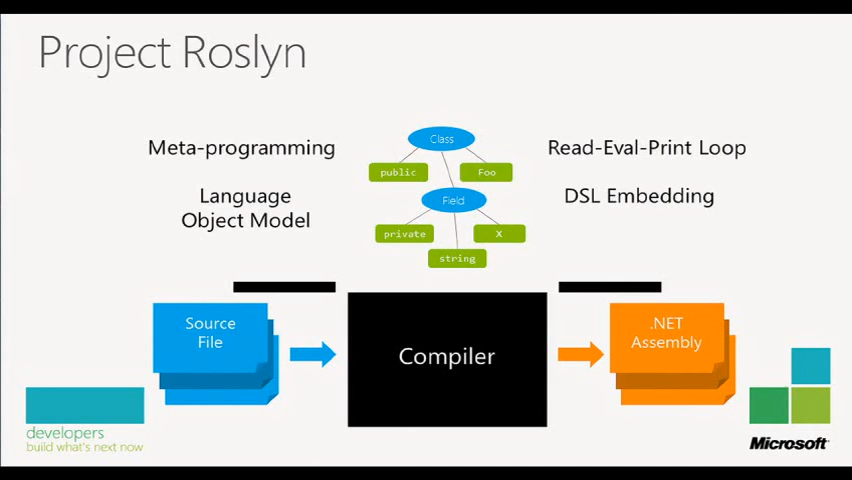 Project Roslyn
Meta-programming
Language
Object Model
Class
public
Foo
Field
private
X
string
Read-Eval-Print Loop
DSL Embedding
Source
File
Compiler
.NET
Assembly
developers
build what's next now
Microsoft